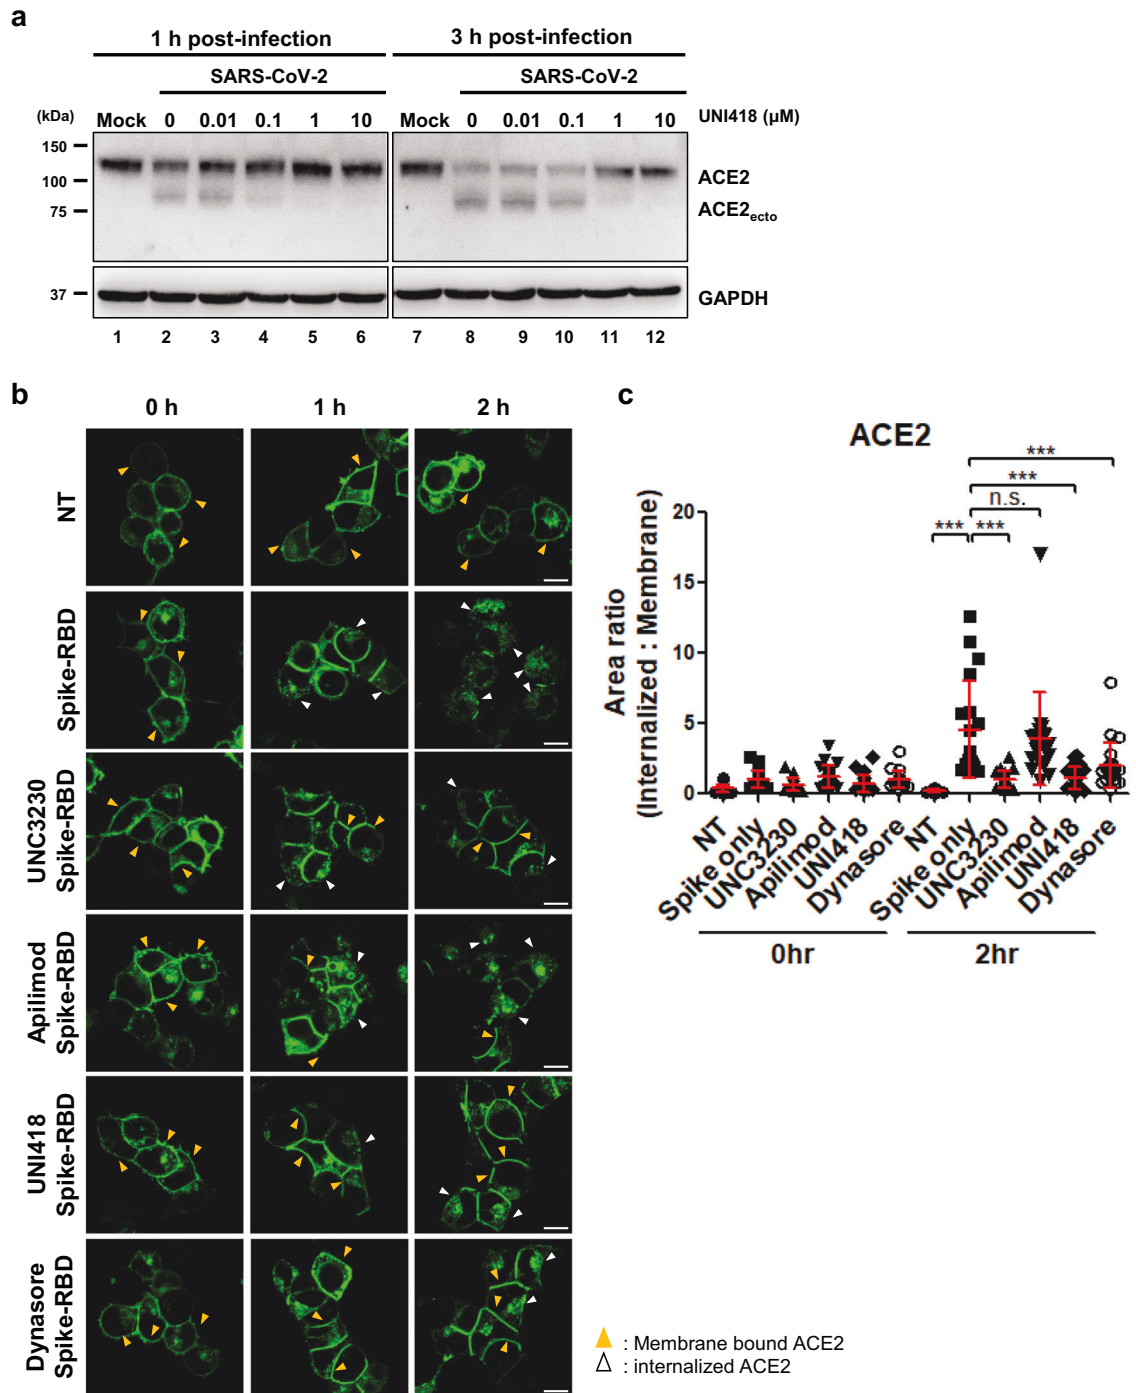 a
1 h post-infection
3 h post-infection
SARS-CoV-2
SARS-CoV-2
(kDa)
Mock 0 0.01 0.1 1 10
Mock 0 0.01 0.1 1 10
UNI418 (μM)
150
100
75
37
ACE2
ACE2ecto
GAPDH
1 2 3 4 5 6 7 8 9 10 11 12
b
0 h 1 h 2 h
NT
Spike-RBD
UNC3230
Spike-RBD
Apilimod
Spike-RBD
UNI418
Spike-RBD
Dynasore
Spike-RBD
: Membrane bound ACE2
: internalized ACE2
c
ACE2
Area ratio
(Internalized : Membrane)
20
15
10
5
0
***
***
n.s.
*** ***
NT
Spike only
UNC3230
Apilimod
UNI418
Dynasore
NT
Spike only
UNC3230
Apilimod
UNI418
Dynasore
0hr
2hr